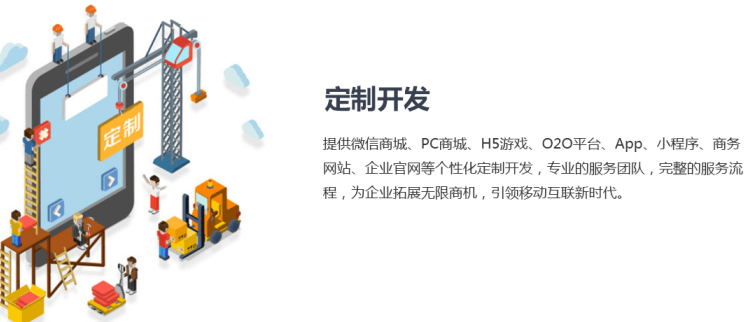 定制
定制开发
提供微信商城、PC商城、H5游戏、O2O平台、App、小程序、商务
网站、企业官网等个性化定制开发，专业的服务团队，完整的服务流
程，为企业拓展无限商机，引领移动互联新时代。